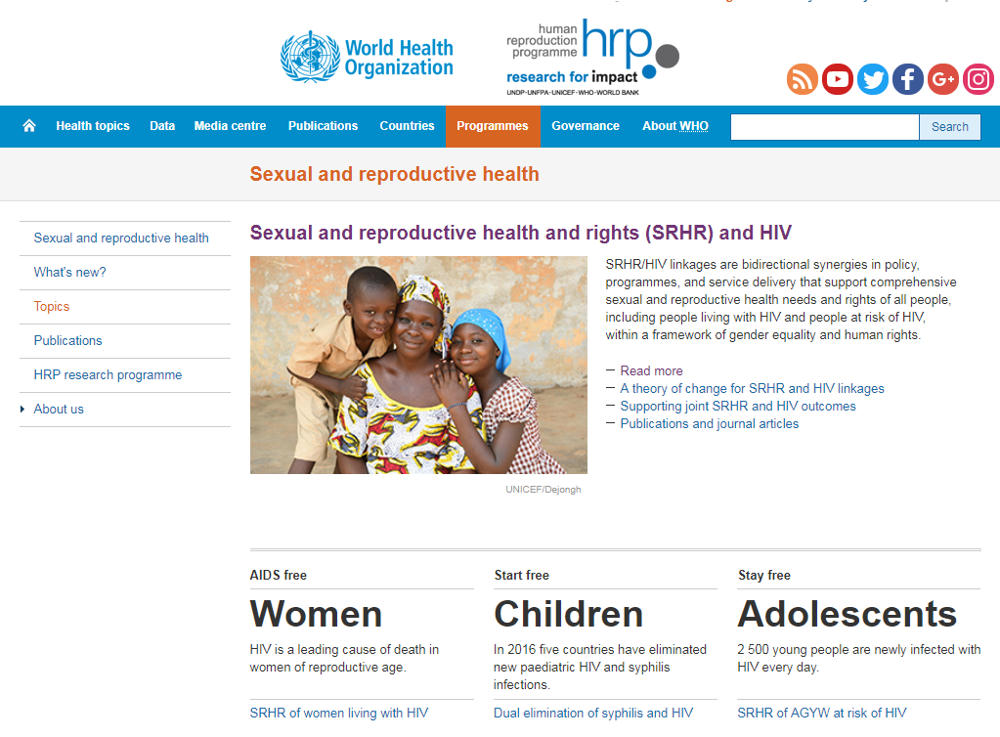 World Health
Organization
human
reproduction
programme
hrp
research for impact
UNDP·UNFPA·UNICEF·WHO·WORLD BANK
Health topics
Data
Media centre
Publications
Countries
Programmes
Governance
About WHO
Search
Sexual and reproductive health
Sexual and reproductive health
What's new?
Topics
Publications
HRP research programme
About us
Sexual and reproductive health and rights (SRHR) and HIV
SRHR/HIV linkages are bidirectional synergies in policy,
programmes, and service delivery that support comprehensive
sexual and reproductive health needs and rights of all people,
including people living with HIV and people at risk of HIV,
within a framework of gender equality and human rights.
— Read more
— A theory of change for SRHR and HIV linkages
— Supporting joint SRHR and HIV outcomes
— Publications and journal articles
UNICEF/Dejongh
AIDS free
Women
HIV is a leading cause of death in
women of reproductive age.
SRHR of women living with HIV
Start free
Children
In 2016 five countries have eliminated
new paediatric HIV and syphilis
infections.
Dual elimination of syphilis and HIV
Stay free
Adolescents
2 500 young people are newly infected with
HIV every day.
SRHR of AGYW at risk of HIV